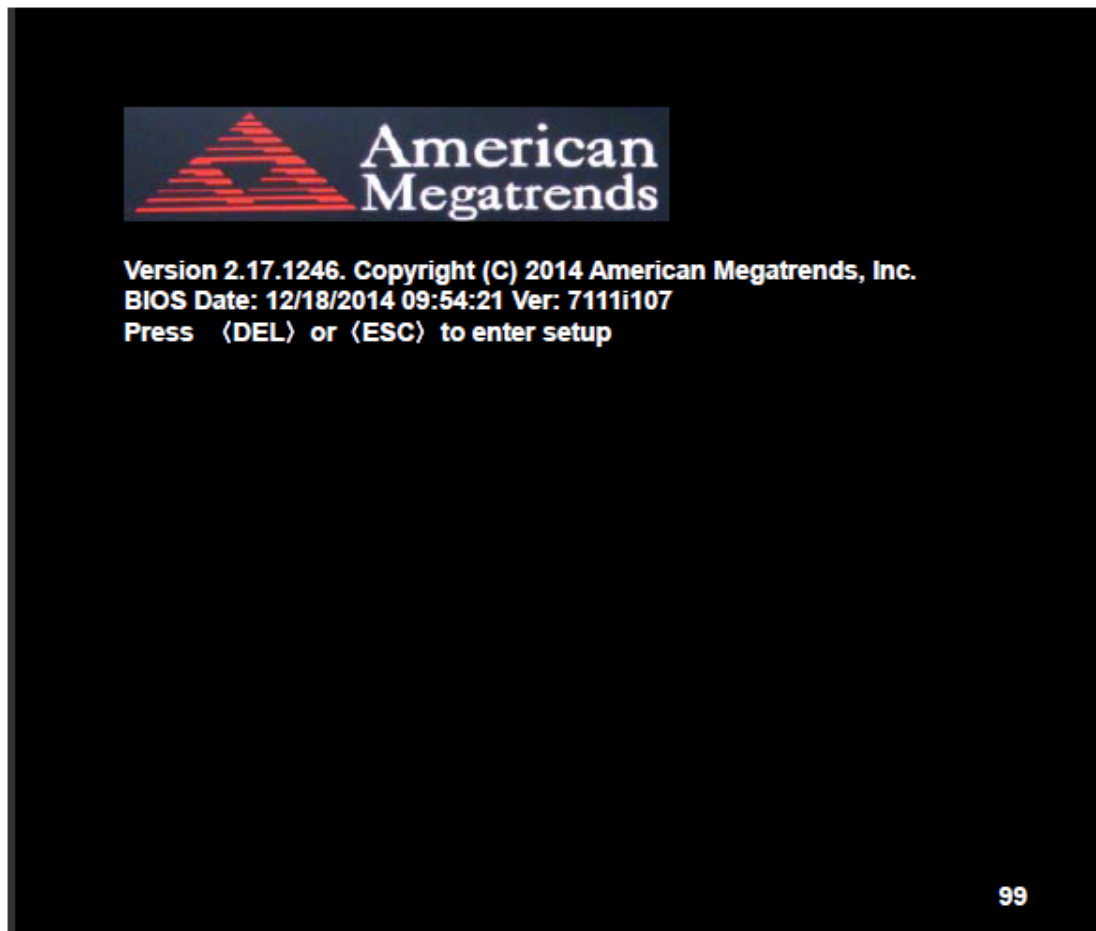 American
Megatrends
Version 2.17.1246. Copyright (C) 2014 American Megatrends, Inc.
BIOS Date: 12/18/2014 09:54:21 Ver: 7111i107
Press 〈DEL〉 or 〈ESC〉 to enter setup
99